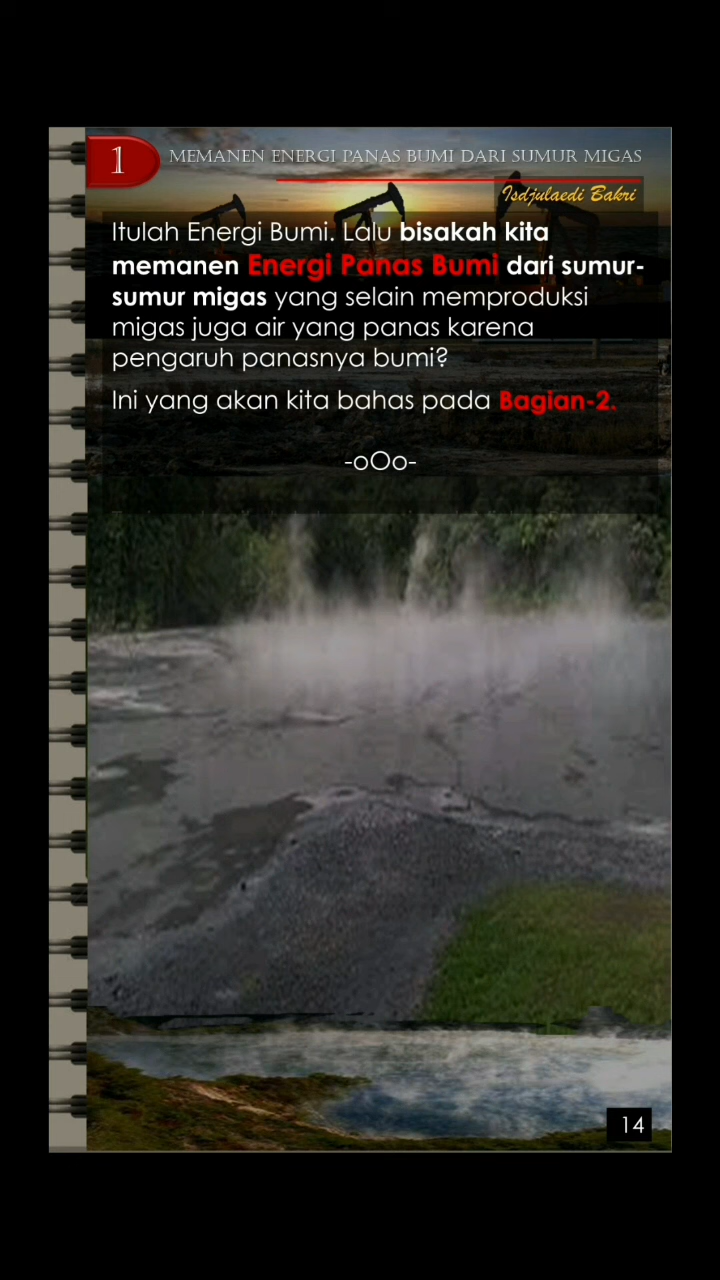 1
MEMANEN ENERGI PANAS BUMI DARI SUMUR MIGAS
Isdjulaedi Bakri
Itulah Energi Bumi. Lalu bisakah kita
memanen Energi Panas Bumi dari sumur-
sumur migas yang selain memproduksi
migas juga air yang panas karena
pengaruh panasnya bumi?
Ini yang akan kita bahas pada Bagian-2.
-oOo-
14